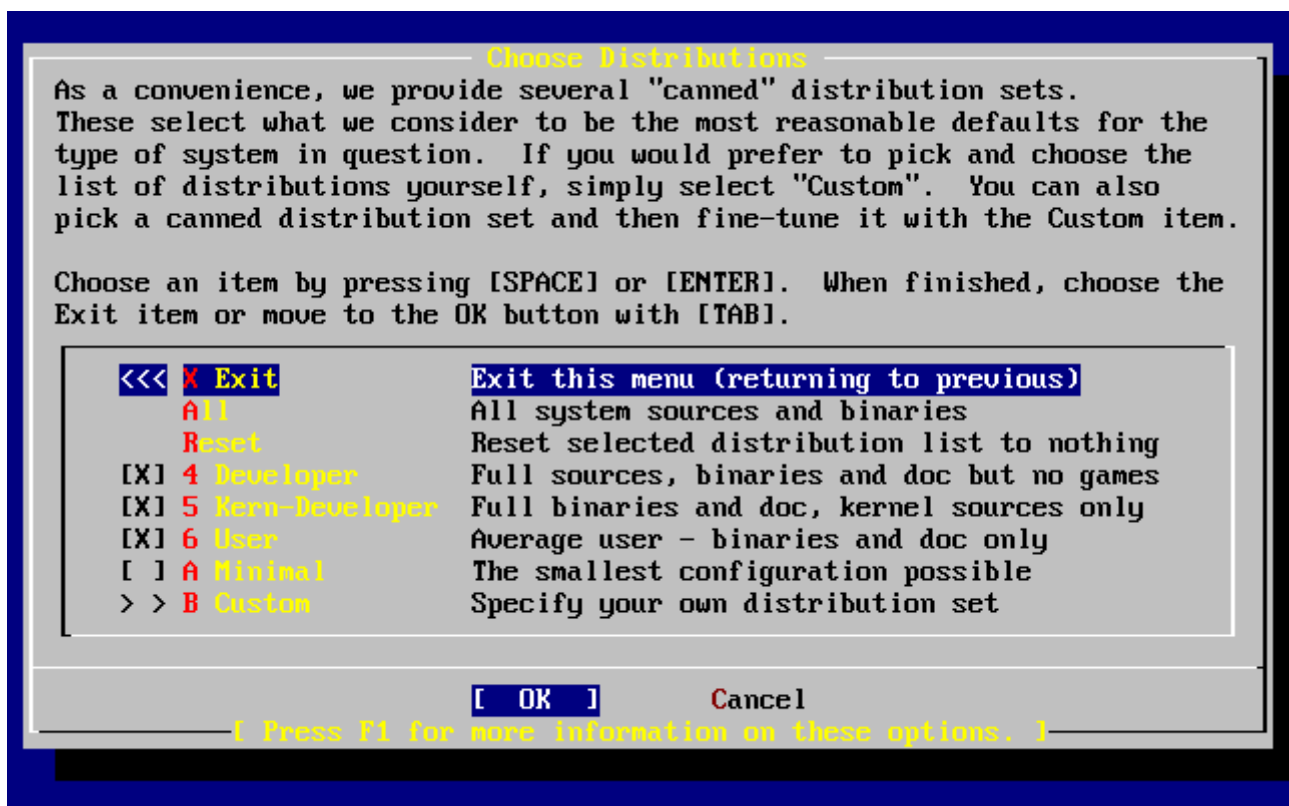 Choose Distributions
As a convenience, we provide several "canned" distribution sets.
These select what we consider to be the most reasonable defaults for the
type of system in question.  If you would prefer to pick and choose the
list of distributions yourself, simply select "Custom".  You can also
pick a canned distribution set and then fine-tune it with the Custom item.
Choose an item by pressing [SPACE] or [ENTER].  When finished, choose the
Exit item or move to the OK button with [TAB].
<<< X Exit Exit this menu (returning to previous)
All All system sources and binaries
Reset Reset selected distribution list to nothing
[X] 4 Developer Full sources, binaries and doc but no games
[X] 5 Kern-Developer Full binaries and doc, kernel sources only
[X] 6 User Average user - binaries and doc only
[ ] A Minimal The smallest configuration possible
> > B Custom Specify your own distribution set
[ OK ] Cancel
[ Press F1 for more information on these options. ]